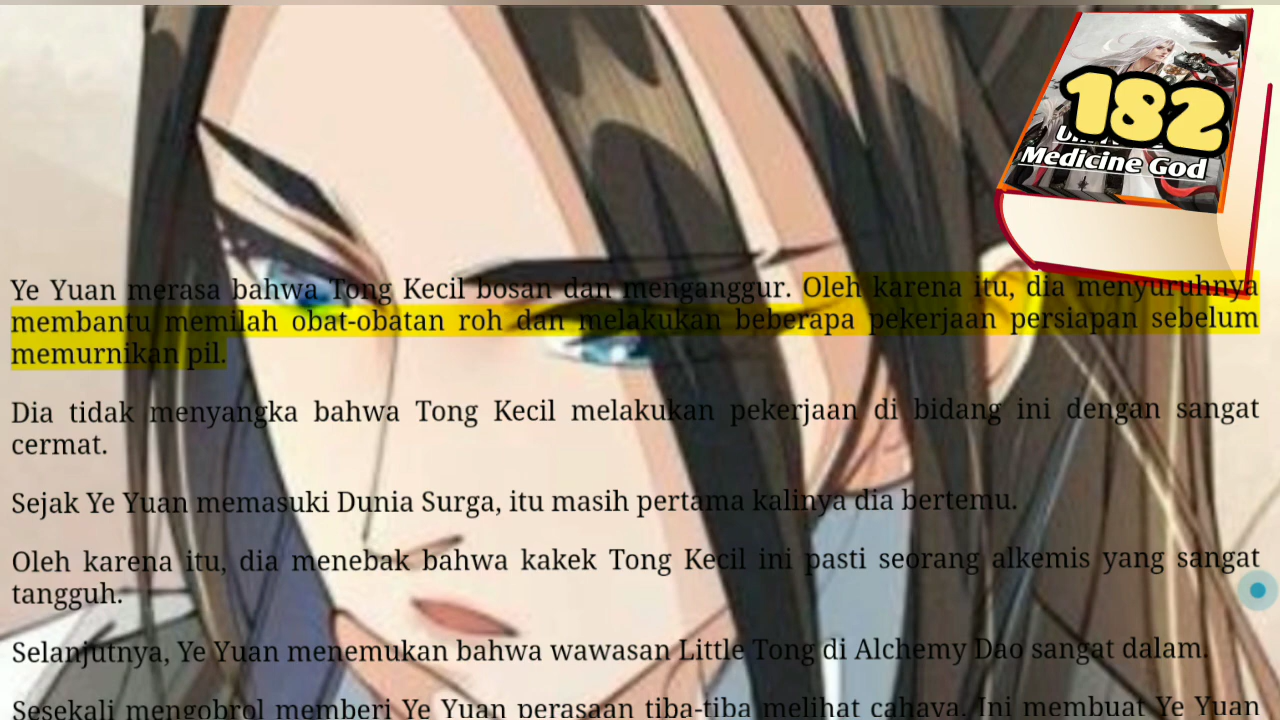 182
Medicine God
Ye Yuan merasa bahwa Tong Kecil bosan dan menganggur. Oleh karena itu, dia menyuruhnya
membantu memilah obat-obatan roh dan melakukan beberapa pekerjaan persiapan sebelum
memurnikan pil.
Dia tidak menyangka bahwa Tong Kecil melakukan pekerjaan di bidang ini dengan sangat
cermat.
Sejak Ye Yuan memasuki Dunia Surga, itu masih pertama kalinya dia bertemu.
Oleh karena itu, dia menebak bahwa kakek Tong Kecil ini pasti seorang alkemis yang sangat
tangguh.
Selanjutnya, Ye Yuan menemukan bahwa wawasan Little Tong di Alchemy Dao sangat dalam.
Sesekali mengobrol memberi Ye Yuan perasaan tiba-tiba melihat cahaya. Ini membuat Ye Yuan